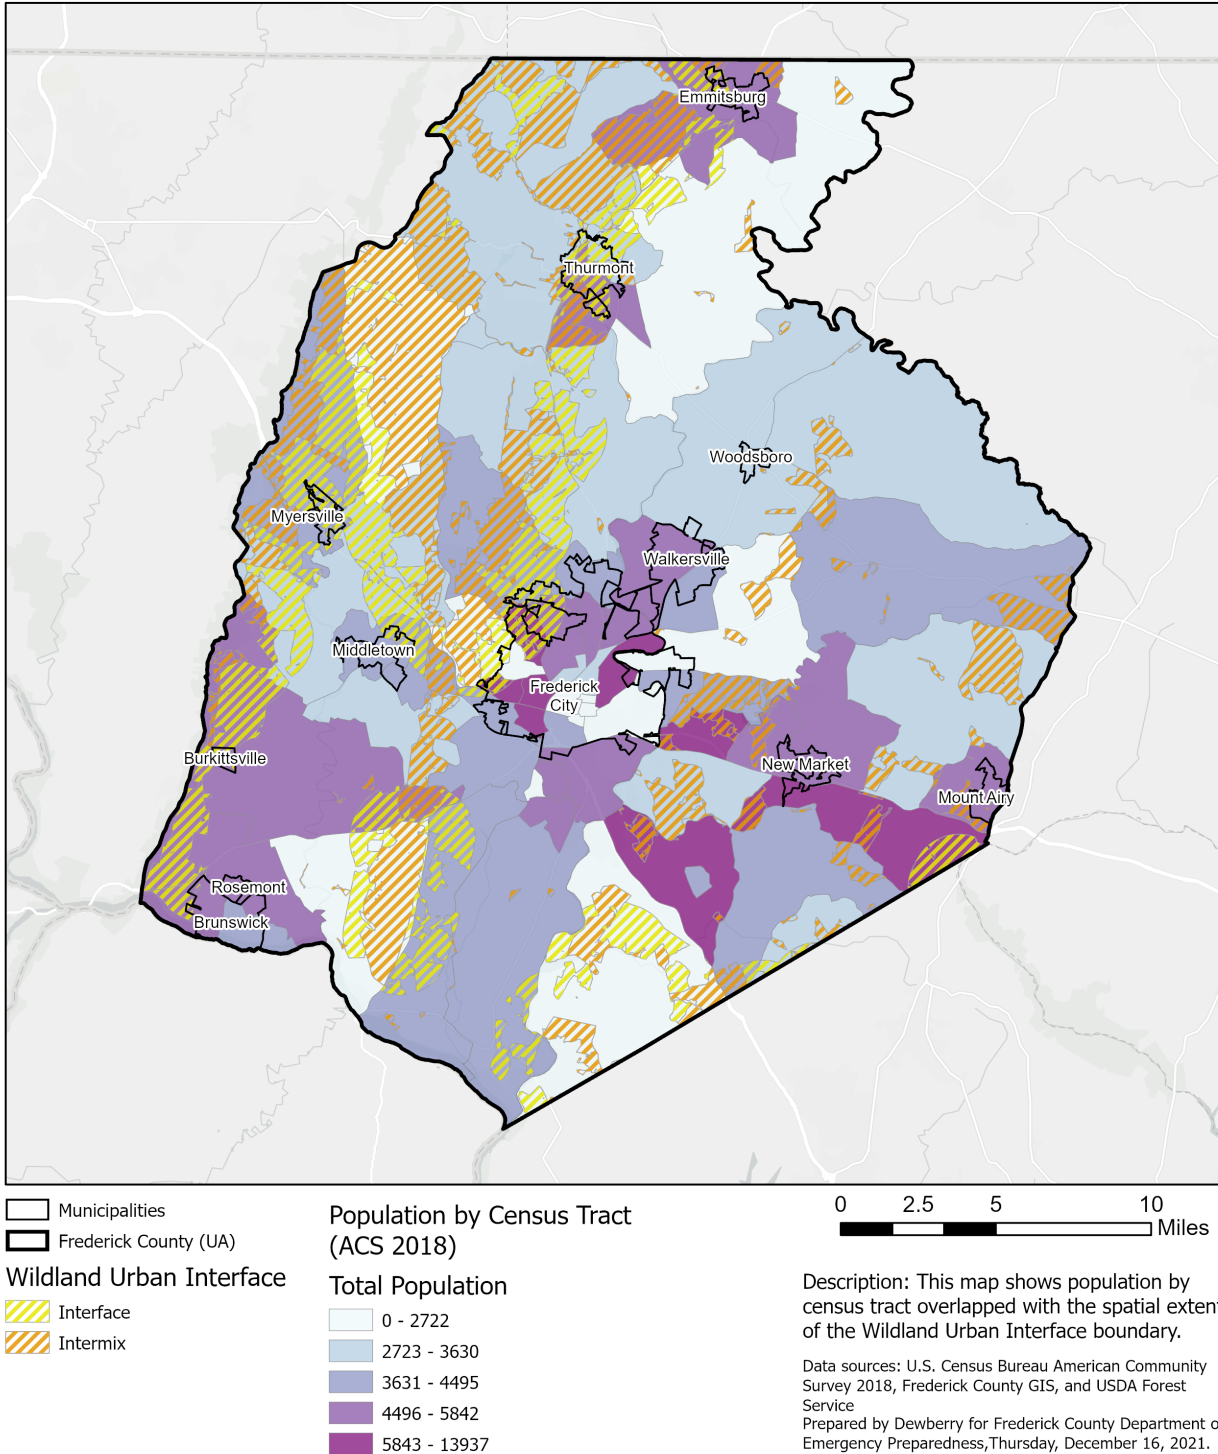 Emmitsburg
Thurmont
Woodsboro
Myersville
Walkersville
Middletown
Frederick
City
Burkittsville
New Market
Mount Airy
Rosemont
Brunswick
Municipalities
Frederick County (UA)
Wildland Urban Interface
Interface
Intermix
Population by Census Tract
(ACS 2018)
Total Population
0 - 2722
2723 - 3630
3631 - 4495
4496 - 5842
5843 - 13937
0 2.5 5 10
Miles
Description: This map shows population by
census tract overlapped with the spatial extent
of the Wildland Urban Interface boundary.
Data sources: U.S. Census Bureau American Community
Survey 2018, Frederick County GIS, and USDA Forest
Service
Prepared by Dewberry for Frederick County Department o
Emergency Preparedness,Thursday, December 16, 2021.